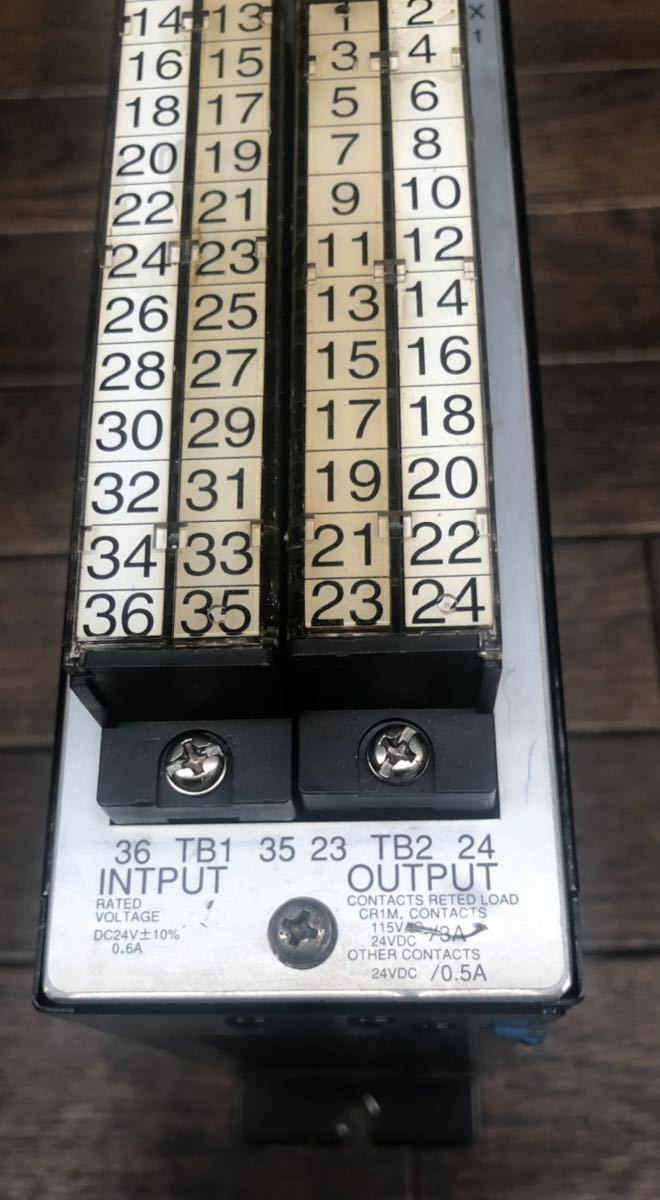 14 13 1 2
16 15 3 4
18 17 5 6
20 19 7 8
22 21 9 10
24 23 11 12
26 25 13 14
28 27 15 16
30 29 17 18
32 31 19 20
34 33 21 22
36 35 23 24
X
1
36 TB1 35 23 TB2 24
INTPUT
RATED
VOLTAGE
DC24V±10%
0.6A
OUTPUT
CONTACTS RETED LOAD
CR1M. CONTACTS
115VAC
24VDC /3A
OTHER CONTACTS
24VDC /0.5A